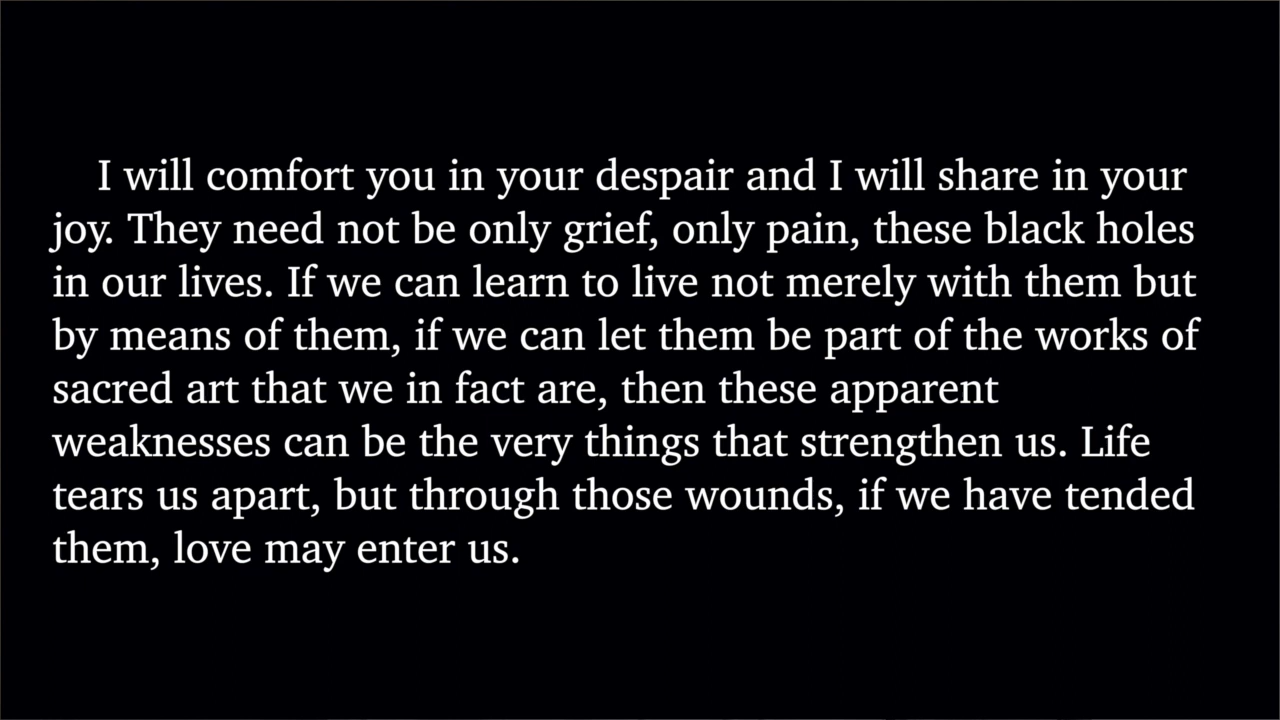 I will comfort you in your despair and I will share in your
joy. They need not be only grief, only pain, these black holes
in our lives. If we can learn to live not merely with them but
by means of them, if we can let them be part of the works of
sacred art that we in fact are, then these apparent
weaknesses can be the very things that strengthen us. Life
tears us apart, but through those wounds, if we have tended
them, love may enter us.